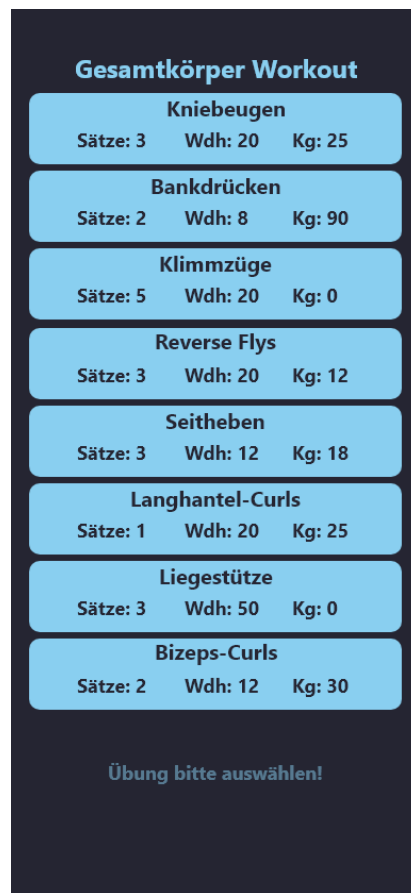 Gesamtkörper Workout
Kniebeugen
Sätze: 3 Wdh: 20 Kg: 25
Bankdrücken
Sätze: 2 Wdh: 8 Kg: 90
Klimmzüge
Sätze: 5 Wdh: 20 Kg: 0
Reverse Flys
Sätze: 3 Wdh: 20 Kg: 12
Seitheben
Sätze: 3 Wdh: 12 Kg: 18
Langhantel-Curls
Sätze: 1 Wdh: 20 Kg: 25
Liegestütze
Sätze: 3 Wdh: 50 Kg: 0
Bizeps-Curls
Sätze: 2 Wdh: 12 Kg: 30
Übung bitte auswählen!